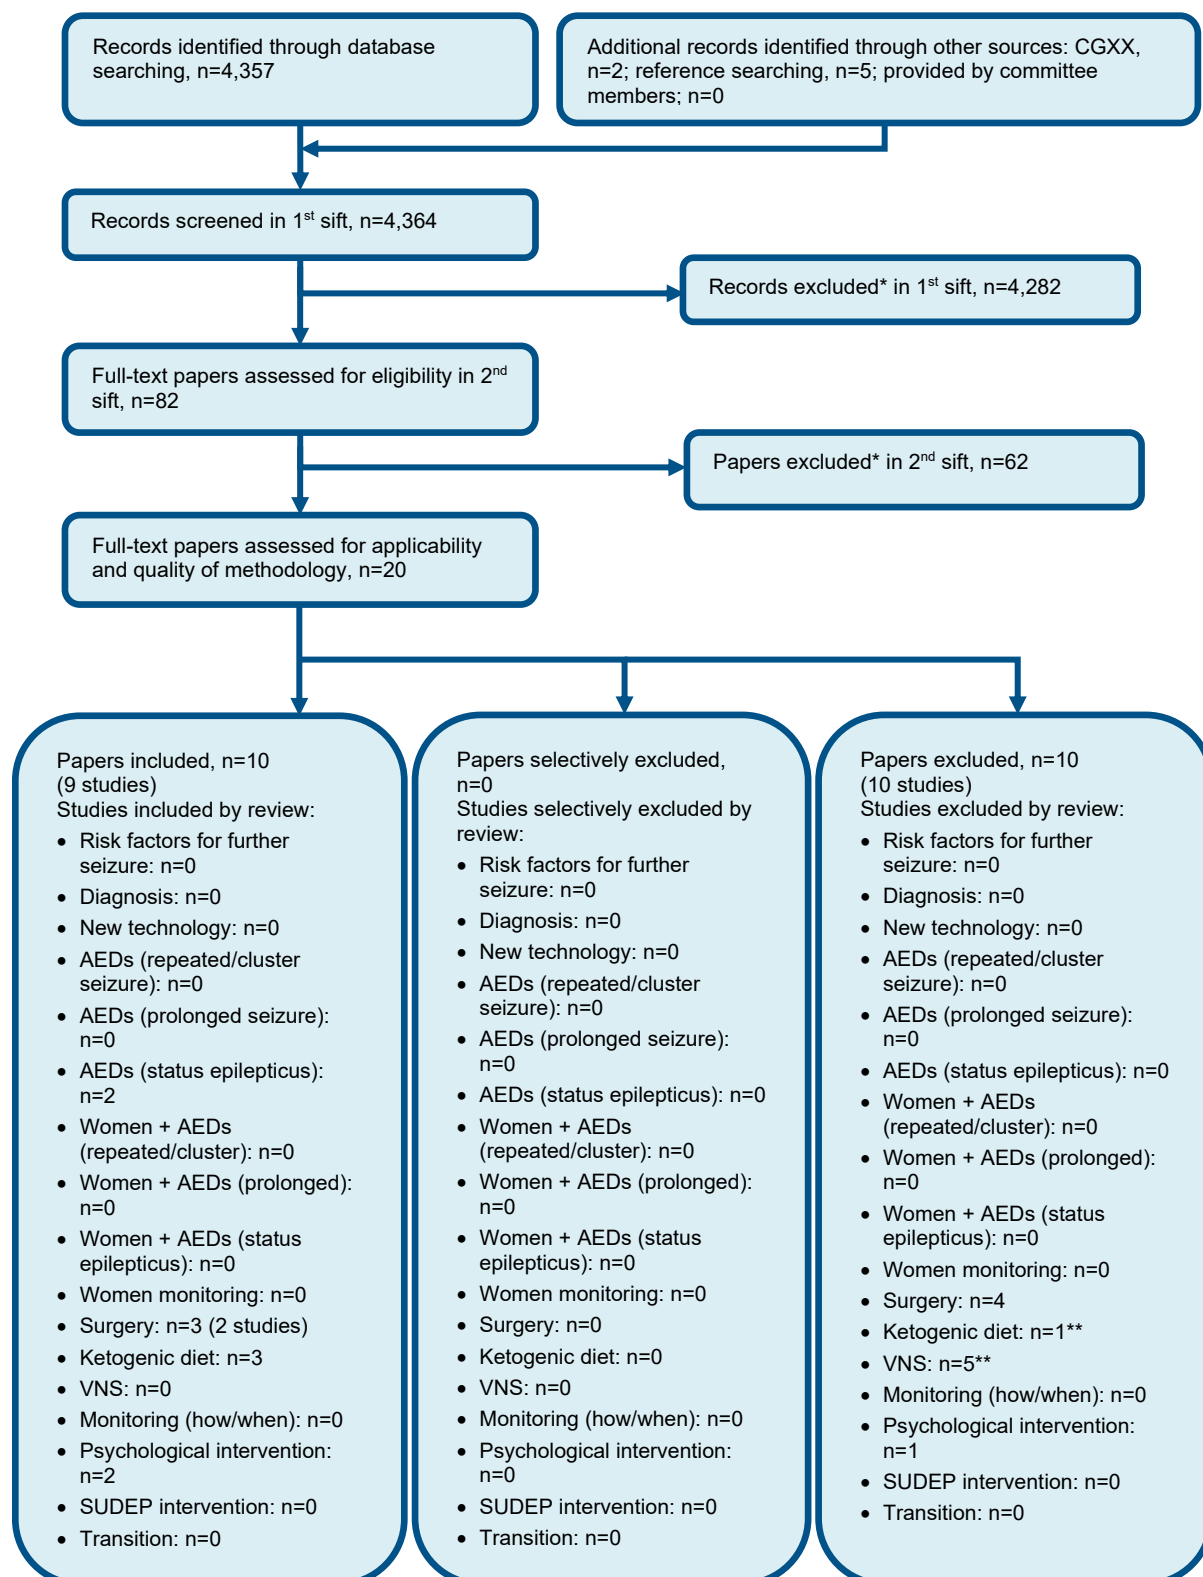 Records identified through database
searching, n=4,357
Additional records identified through other sources: CGXX,
n=2; reference searching, n=5; provided by committee
members; n=0
Records screened in 1st sift, n=4,364
Records excluded* in 1st sift, n=4,282
Full-text papers assessed for eligibility in 2nd
sift, n=82
Papers excluded* in 2nd sift, n=62
Full-text papers assessed for applicability
and quality of methodology, n=20
Papers included, n=10
(9 studies)
Studies included by review:
• Risk factors for further
seizure: n=0
• Diagnosis: n=0
• New technology: n=0
• AEDs (repeated/cluster
seizure): n=0
• AEDs (prolonged seizure):
n=0
• AEDs (status epilepticus):
n=2
• Women + AEDs
(repeated/cluster): n=0
• Women + AEDs (prolonged):
n=0
• Women + AEDs (status
epilepticus): n=0
• Women monitoring: n=0
• Surgery: n=3 (2 studies)
• Ketogenic diet: n=3
• VNS: n=0
• Monitoring (how/when): n=0
• Psychological intervention:
n=2
• SUDEP intervention: n=0
• Transition: n=0
Papers selectively excluded,
n=0
Studies selectively excluded by
review:
• Risk factors for further
seizure: n=0
• Diagnosis: n=0
• New technology: n=0
• AEDs (repeated/cluster
seizure): n=0
• AEDs (prolonged seizure):
n=0
• AEDs (status epilepticus): n=0
• Women + AEDs
(repeated/cluster): n=0
• Women + AEDs (prolonged):
n=0
• Women + AEDs (status
epilepticus): n=0
• Women monitoring: n=0
• Surgery: n=0
• Ketogenic diet: n=0
• VNS: n=0
• Monitoring (how/when): n=0
• Psychological intervention:
n=0
• SUDEP intervention: n=0
• Transition: n=0
Papers excluded, n=10
(10 studies)
Studies excluded by review:
• Risk factors for further
seizure: n=0
• Diagnosis: n=0
• New technology: n=0
• AEDs (repeated/cluster
seizure): n=0
• AEDs (prolonged seizure):
n=0
• AEDs (status epilepticus): n=0
• Women + AEDs
(repeated/cluster): n=0
• Women + AEDs (prolonged):
n=0
• Women + AEDs (status
epilepticus): n=0
• Women monitoring: n=0
• Surgery: n=4
• Ketogenic diet: n=1**
• VNS: n=5**
• Monitoring (how/when): n=0
• Psychological intervention:
n=1
• SUDEP intervention: n=0
• Transition: n=0